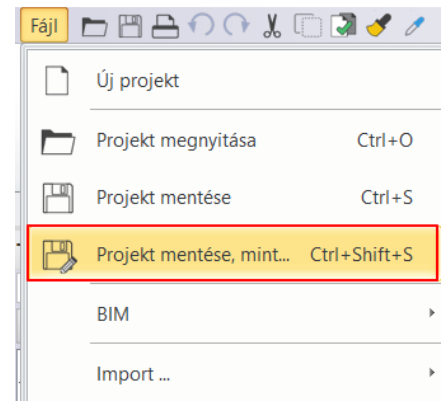 Fájl
Új projekt
Projekt megnyitása Ctrl+O
Projekt mentése Ctrl+S
Projekt mentése, mint... Ctrl+Shift+S
BIM
Import ...